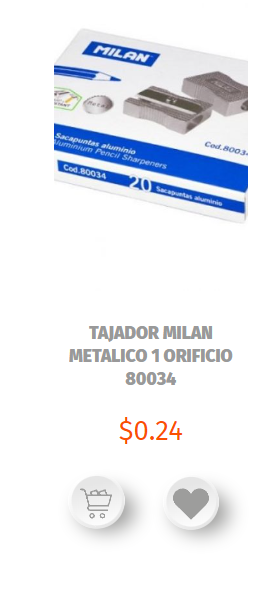 MILAN
Cod.80034
Sacapuntas aluminio
Aluminium Pencil Sharpeners
Cod.80034
20 Sacapuntas aluminio
TAJADOR MILAN
METALICO 1 ORIFICIO
80034
$0.24